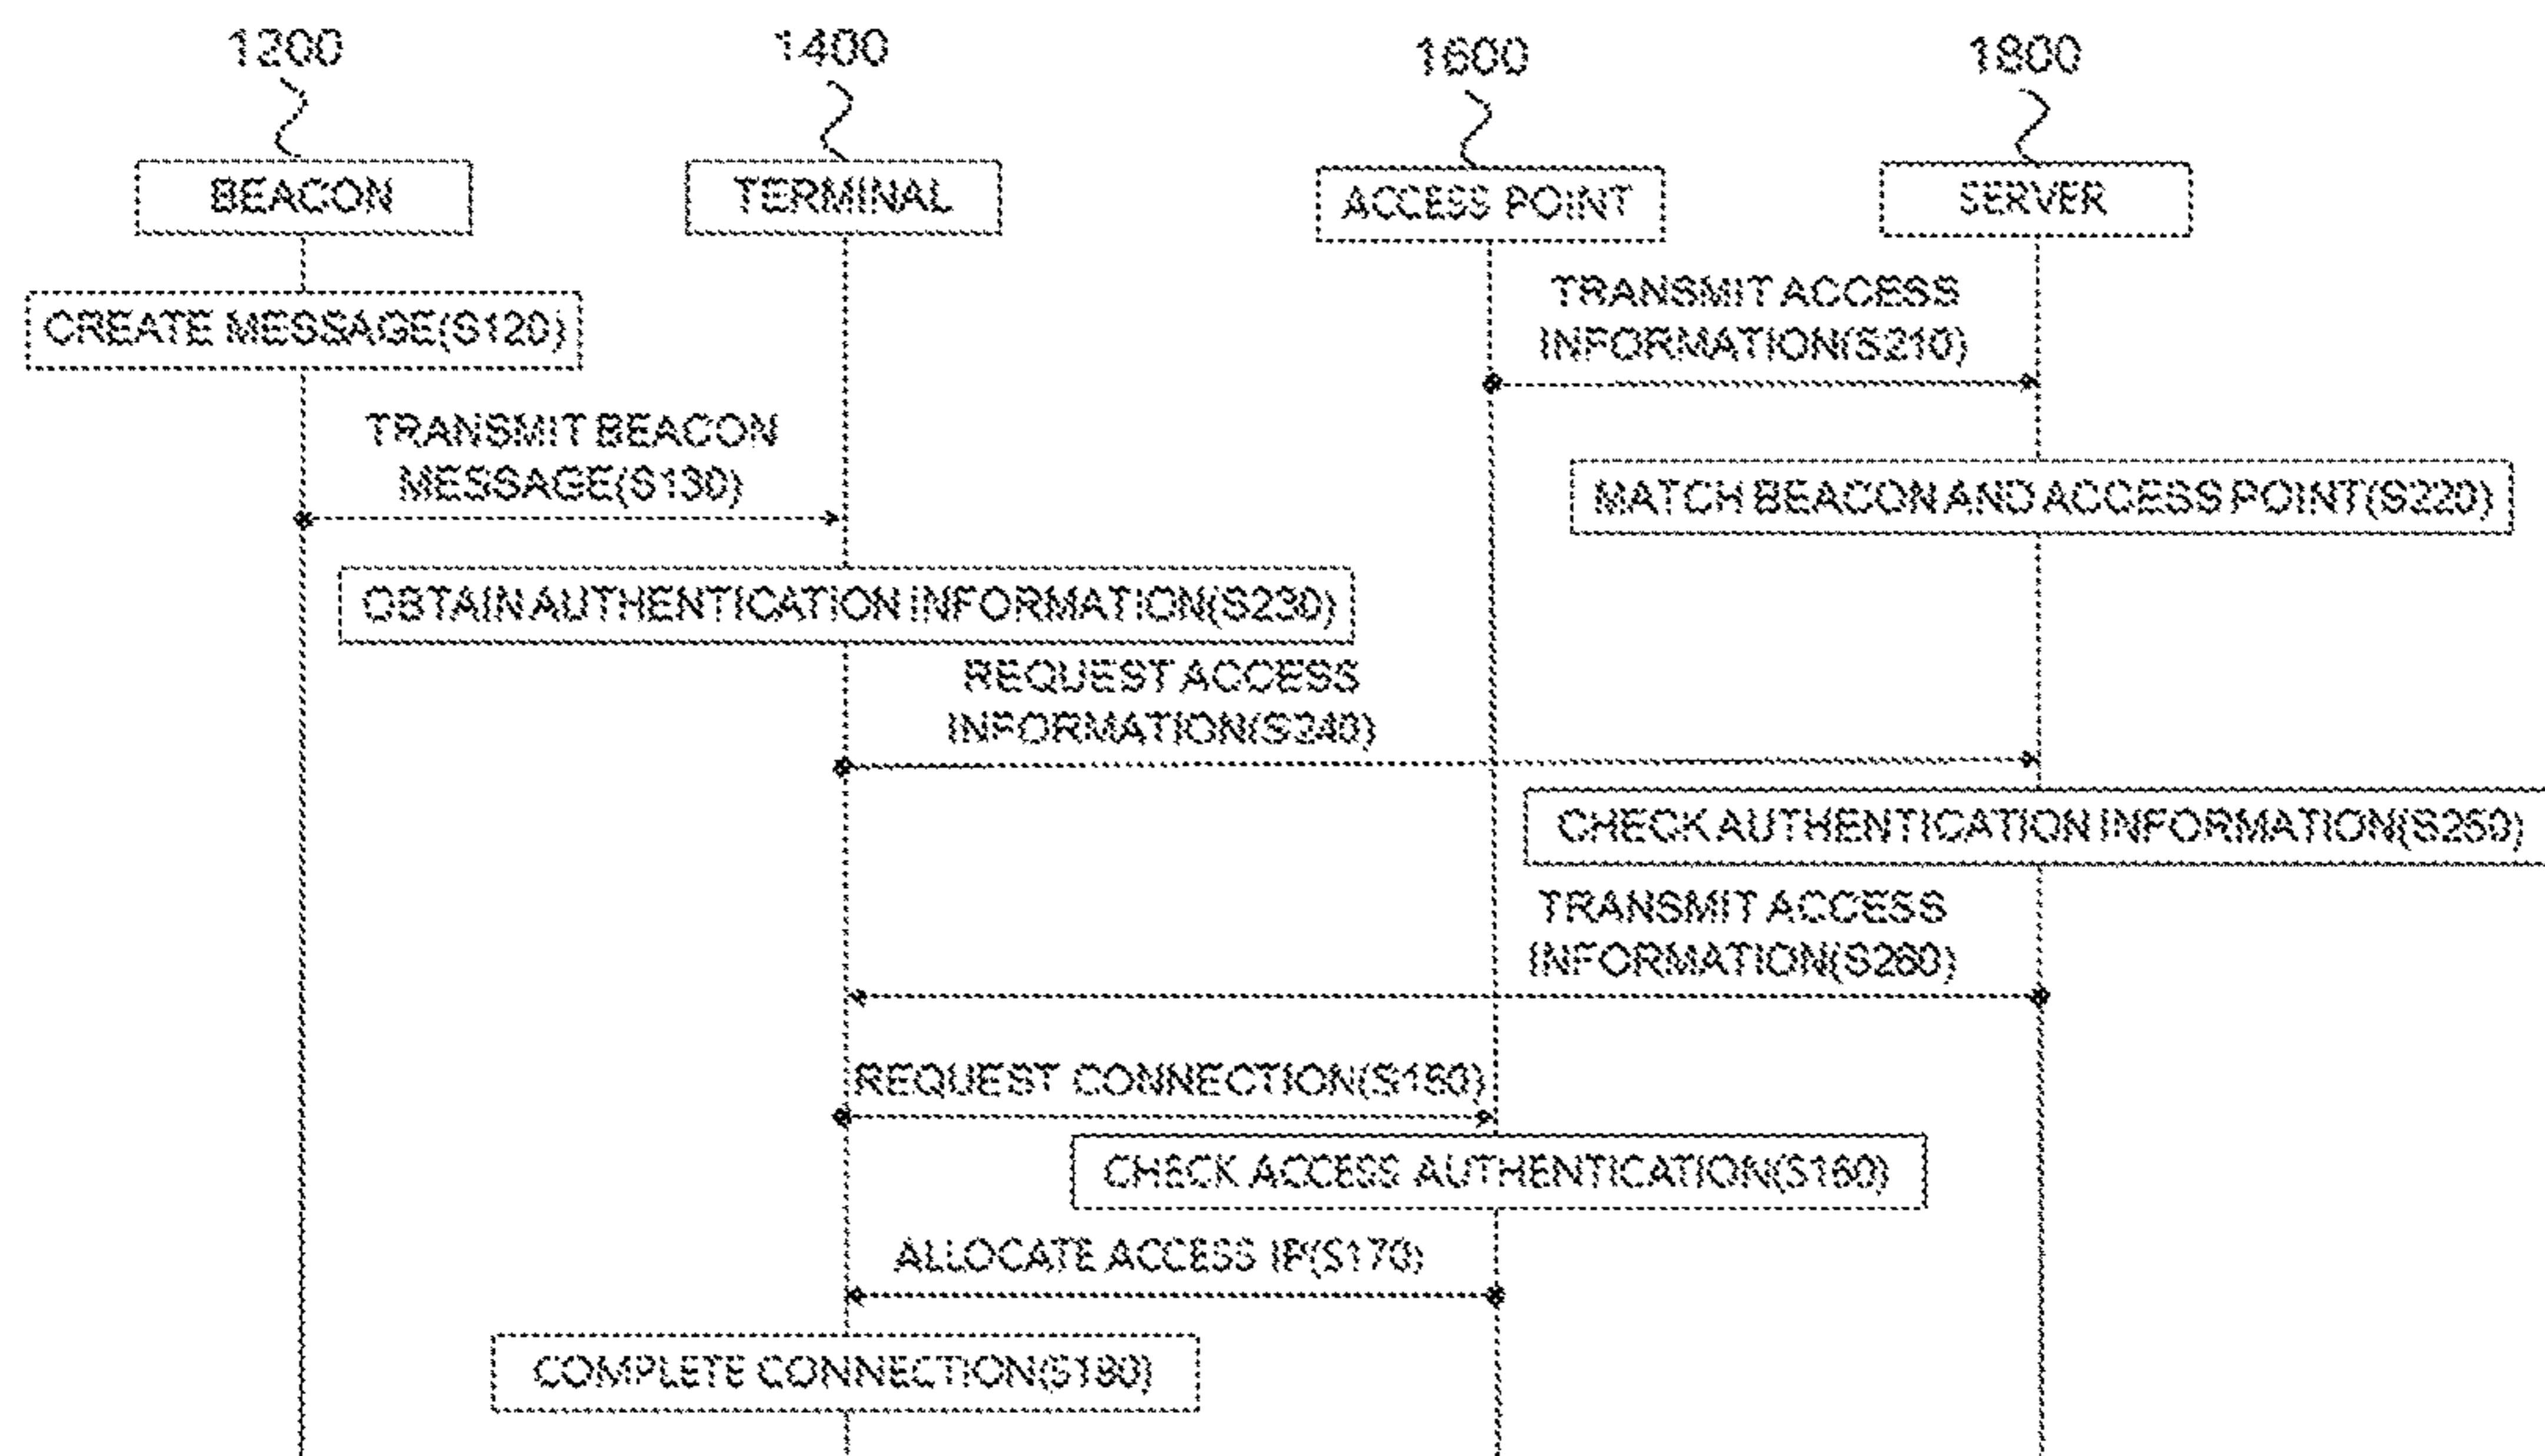 1200
1400
1600
1800
BEACON
TERMINAL
ACCESS POINT
SERVER
CREATE MESSAGE(S120)
TRANSMIT ACCESS
INFORMATION(S210)
TRANSMIT BEACON
MESSAGE(S130)
MATCH BEACON AND ACCESS POINT(S220)
OBTAIN AUTHENTICATION INFORMATION(S230)
REQUEST ACCESS
INFORMATION(S240)
CHECK AUTHENTICATION INFORMATION(S250)
TRANSMIT ACCESS
INFORMATION(S260)
REQUEST CONNECTION(S150)
CHECK ACCESS AUTHENTICATION(S160)
ALLOCATE ACCESS IP(S170)
COMPLETE CONNECTION(S180)